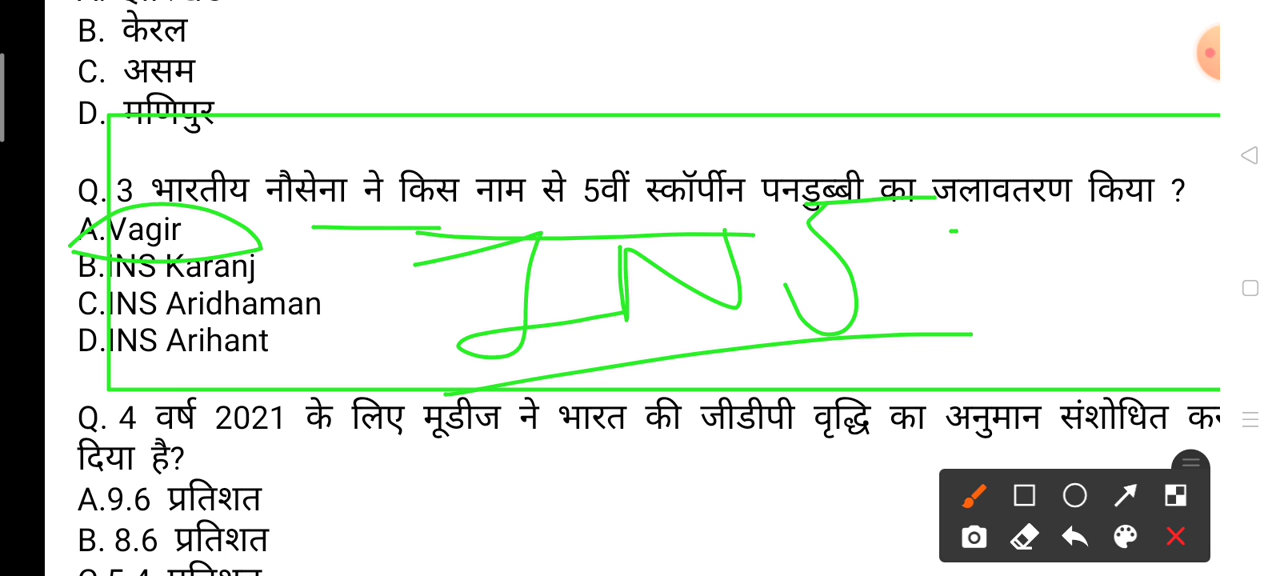 B. केरल
C. असम
D. मणिपुर
Q. 3 भारतीय नौसेना ने किस नाम से 5वीं स्कॉर्पीन पनडुब्बी का जलावतरण किया ?
A.Vagir
B.INS Karanj
C.INS Aridhaman
D.INS Arihant
INS
Q. 4 वर्ष 2021 के लिए मूडीज ने भारत की जीडीपी वृद्धि का अनुमान संशोधित कर
दिया है?
A.9.6 प्रतिशत
B. 8.6 प्रतिशत